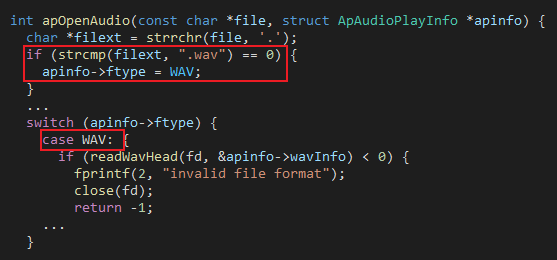 int apOpenAudio(const char *file, struct ApAudioPlayInfo *apinfo) {
char *filext = strrchr(file, '.');
if (strcmp(filext, ".wav") == 0) {
apinfo->ftype = WAV;
}
...
switch (apinfo->ftype) {
case WAV: {
if (readWavHead(fd, &apinfo->wavInfo) < 0) {
fprintf(2, "invalid file format");
close(fd);
return -1;
...
}